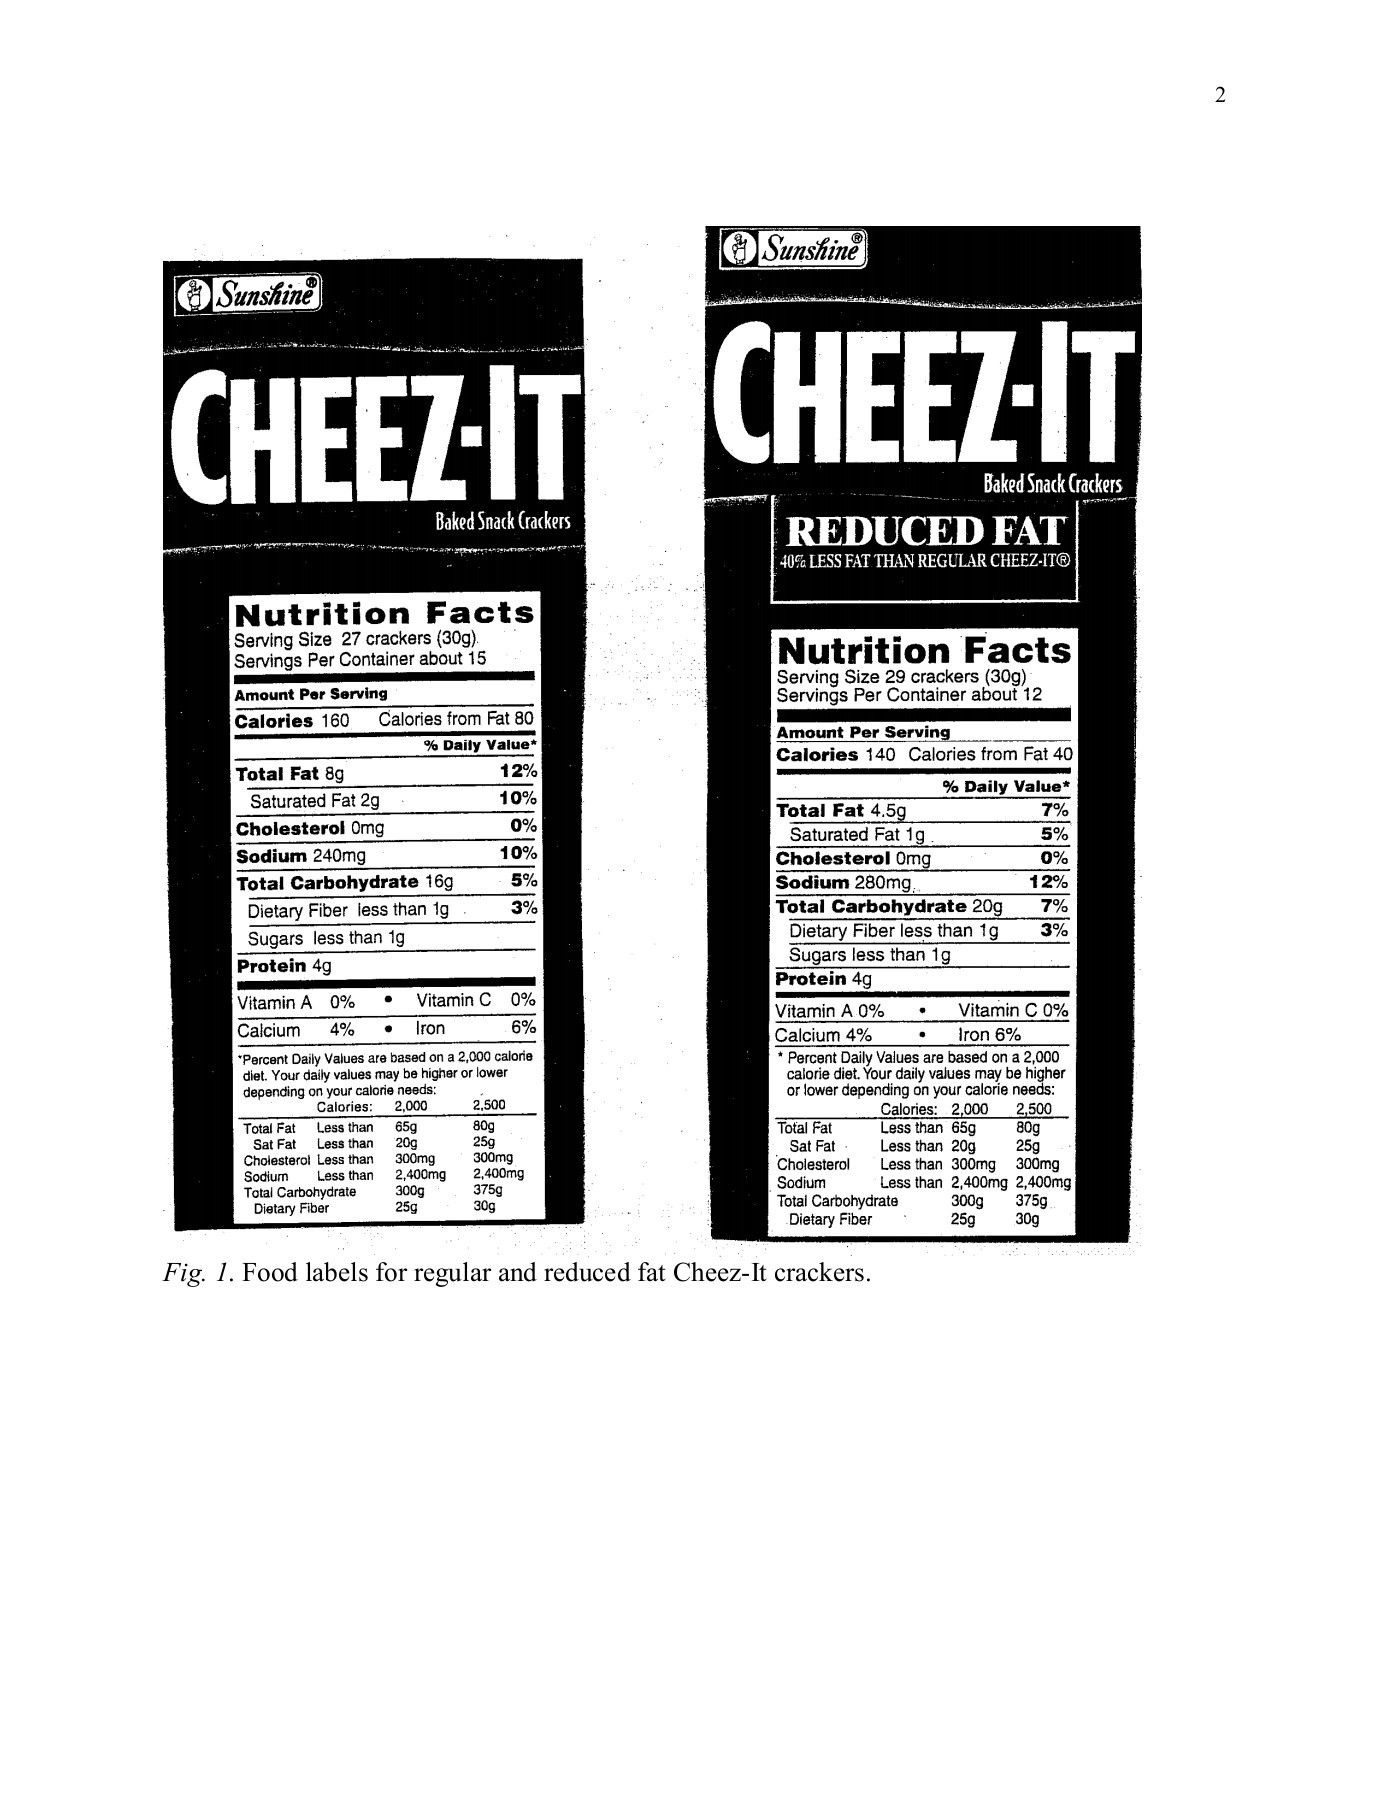 2
Sunshine®
CHEEZ-IT
Baked Snack Crackers
Nutrition Facts
Serving Size 27 crackers (30g)
Servings Per Container about 15
Amount Per Serving
Calories 160 Calories from Fat 80
% Daily Value*
Total Fat 8g 12%
Saturated Fat 2g 10%
Cholesterol 0mg 0%
Sodium 240mg 10%
Total Carbohydrate 16g 5%
Dietary Fiber less than 1g 3%
Sugars less than 1g
Protein 4g
Vitamin A 0% • Vitamin C 0%
Calcium 4% • Iron 6%
*Percent Daily Values are based on a 2,000 calorie
diet. Your daily values may be higher or lower
depending on your calorie needs:
Calories: 2,000 2,500
Total Fat Less than 65g 80g
Sat Fat Less than 20g 25g
Cholesterol Less than 300mg 300mg
Sodium Less than 2,400mg 2,400mg
Total Carbohydrate 300g 375g
Dietary Fiber 25g 30g
Sunshine®
CHEEZ-IT
Baked Snack Crackers
REDUCED FAT
40% LESS FAT THAN REGULAR CHEEZ-IT®
Nutrition Facts
Serving Size 29 crackers (30g)
Servings Per Container about 12
Amount Per Serving
Calories 140 Calories from Fat 40
% Daily Value*
Total Fat 4.5g 7%
Saturated Fat 1g 5%
Cholesterol 0mg 0%
Sodium 280mg 12%
Total Carbohydrate 20g 7%
Dietary Fiber less than 1g 3%
Sugars less than 1g
Protein 4g
Vitamin A 0% • Vitamin C 0%
Calcium 4% • Iron 6%
* Percent Daily Values are based on a 2,000
calorie diet. Your daily values may be higher
or lower depending on your calorie needs:
Calories: 2,000 2,500
Total Fat Less than 65g 80g
Sat Fat Less than 20g 25g
Cholesterol Less than 300mg 300mg
Sodium Less than 2,400mg 2,400mg
Total Carbohydrate 300g 375g
Dietary Fiber 25g 30g
Fig. 1. Food labels for regular and reduced fat Cheez-It crackers.